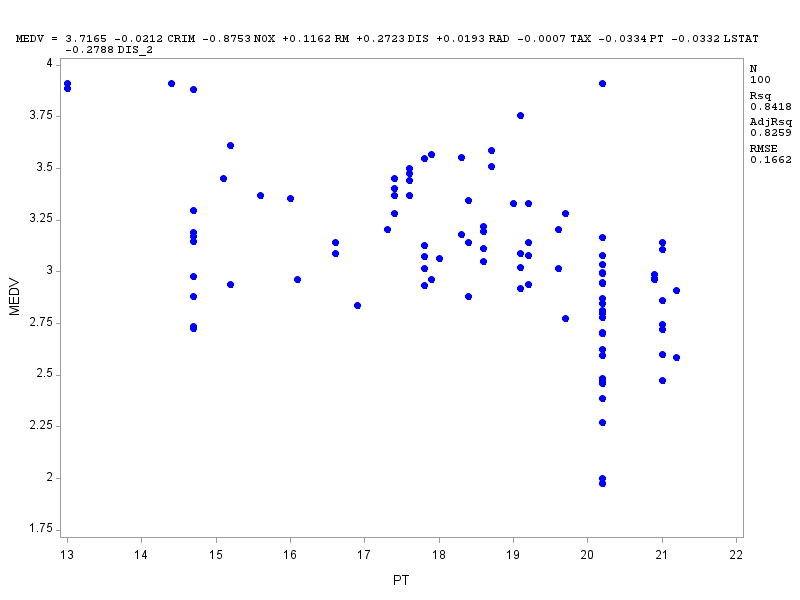 MEDV = 3.7165 -0.0212 CRIM -0.8753 NOX +0.1162 RM +0.2723 DIS +0.0193 RAD -0.0007 TAX -0.0334 PT -0.0332 LSTAT
-0.2788 DIS_2
N
100
Rsq
0.8418
AdjRsq
0.8259
RMSE
0.1662
4
3.75
3.5
3.25
3
2.75
2.5
2.25
2
1.75
MEDV
13 14 15 16 17 18 19 20 21 22
PT